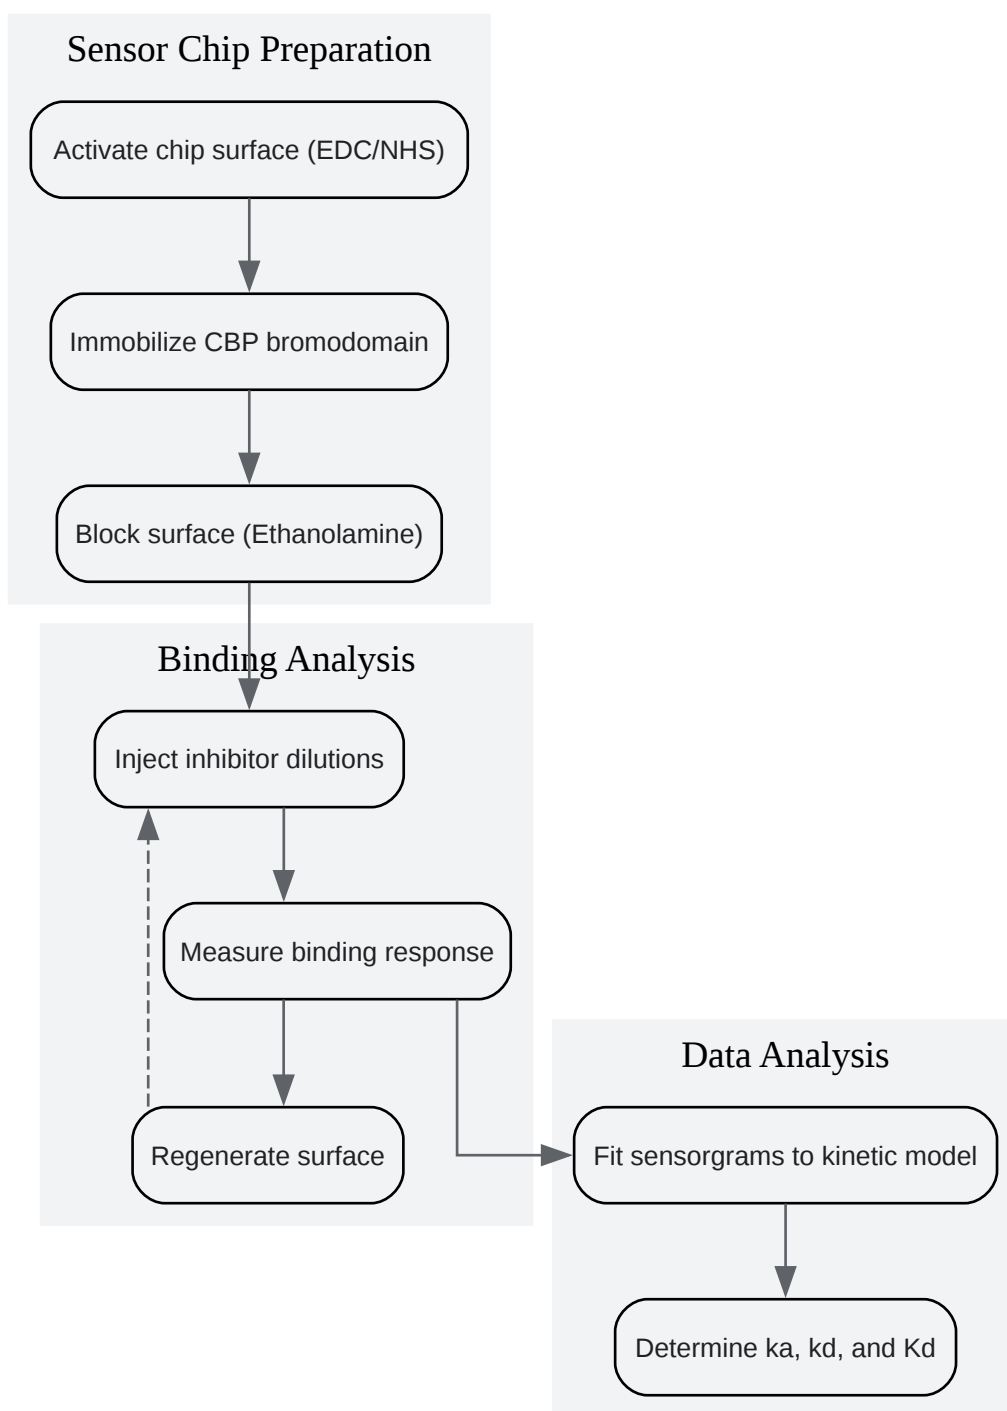 Sensor Chip Preparation
Activate chip surface (EDC/NHS)
Immobilize CBP bromodomain
Block surface (Ethanolamine)
Binding Analysis
Inject inhibitor dilutions
Measure binding response
Regenerate surface
Data Analysis
Fit sensorgrams to kinetic model
Determine ka, kd, and Kd